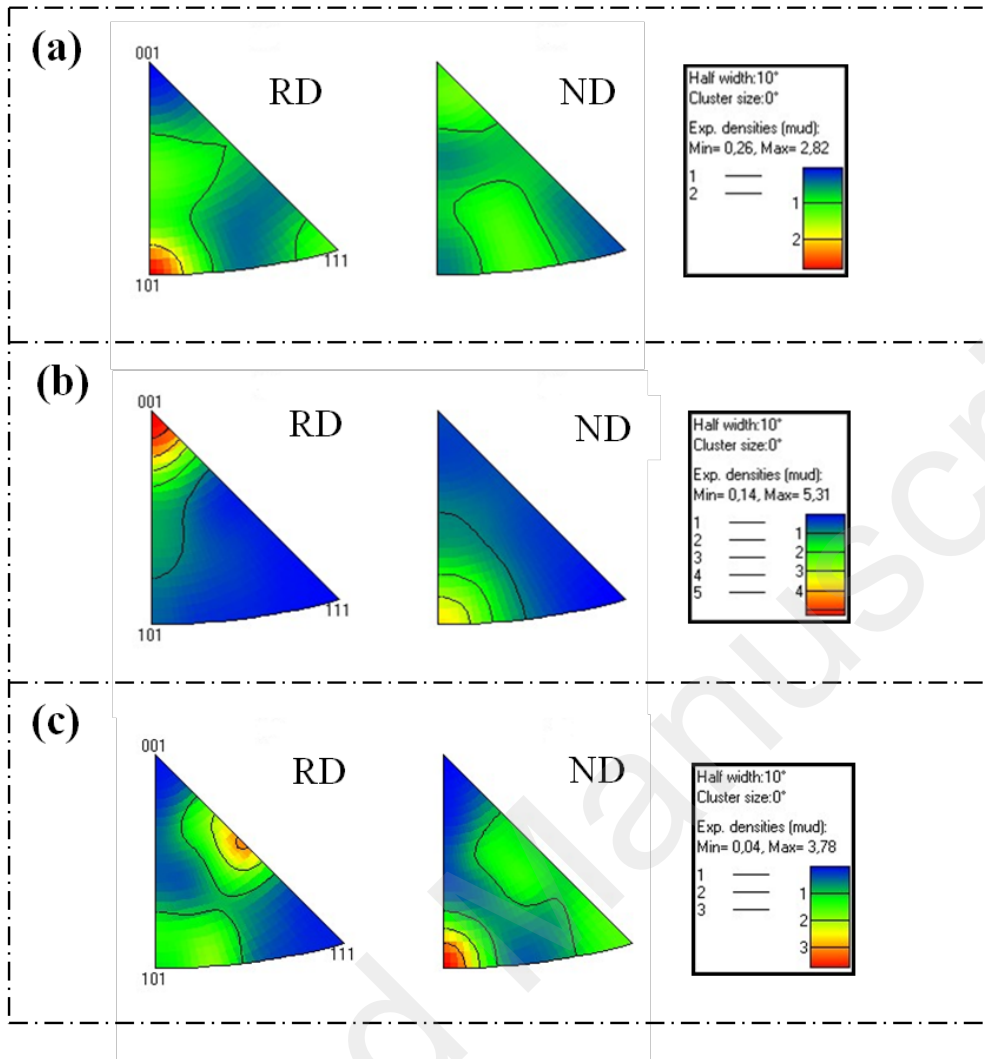 (a)
001
RD
ND
101
111
Half width:10°
Cluster size:0°
Exp. densities (mud):
Min= 0,26, Max= 2,82
1
2
1
2
(b)
001
RD
ND
101
111
Half width:10°
Cluster size:0°
Exp. densities (mud):
Min= 0,14, Max= 5,31
1
2
3
4
5
1
2
3
4
(c)
001
RD
ND
101
111
Half width:10°
Cluster size:0°
Exp. densities (mud):
Min= 0,04, Max= 3,78
1
2
3
1
2
3
d Manuscri